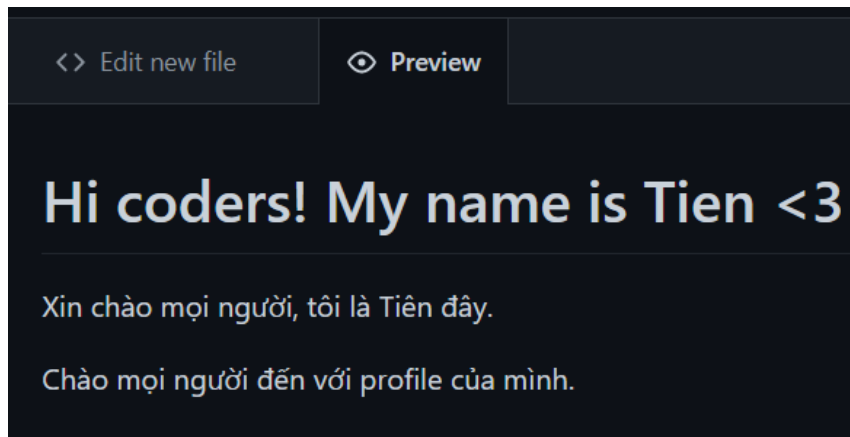 <> Edit new file
Preview
Hi coders! My name is Tien <3
Xin chào mọi người, tôi là Tiên đây.
Chào mọi người đến với profile của mình.